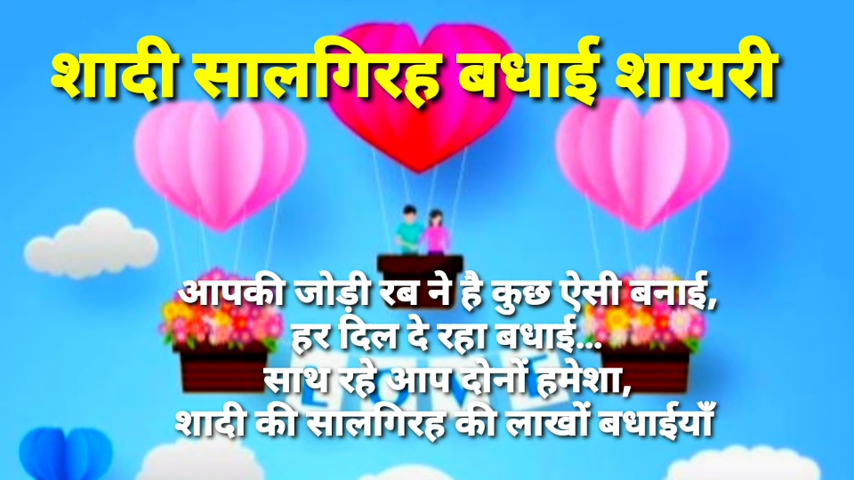 शादी सालगिरह बधाई शायरी
आपकी जोड़ी रब ने है कुछ ऐसी बनाई,
हर दिल दे रहा बधाई...
साथ रहे आप दोनों हमेशा,
शादी की सालगिरह की लाखों बधाईयाँ